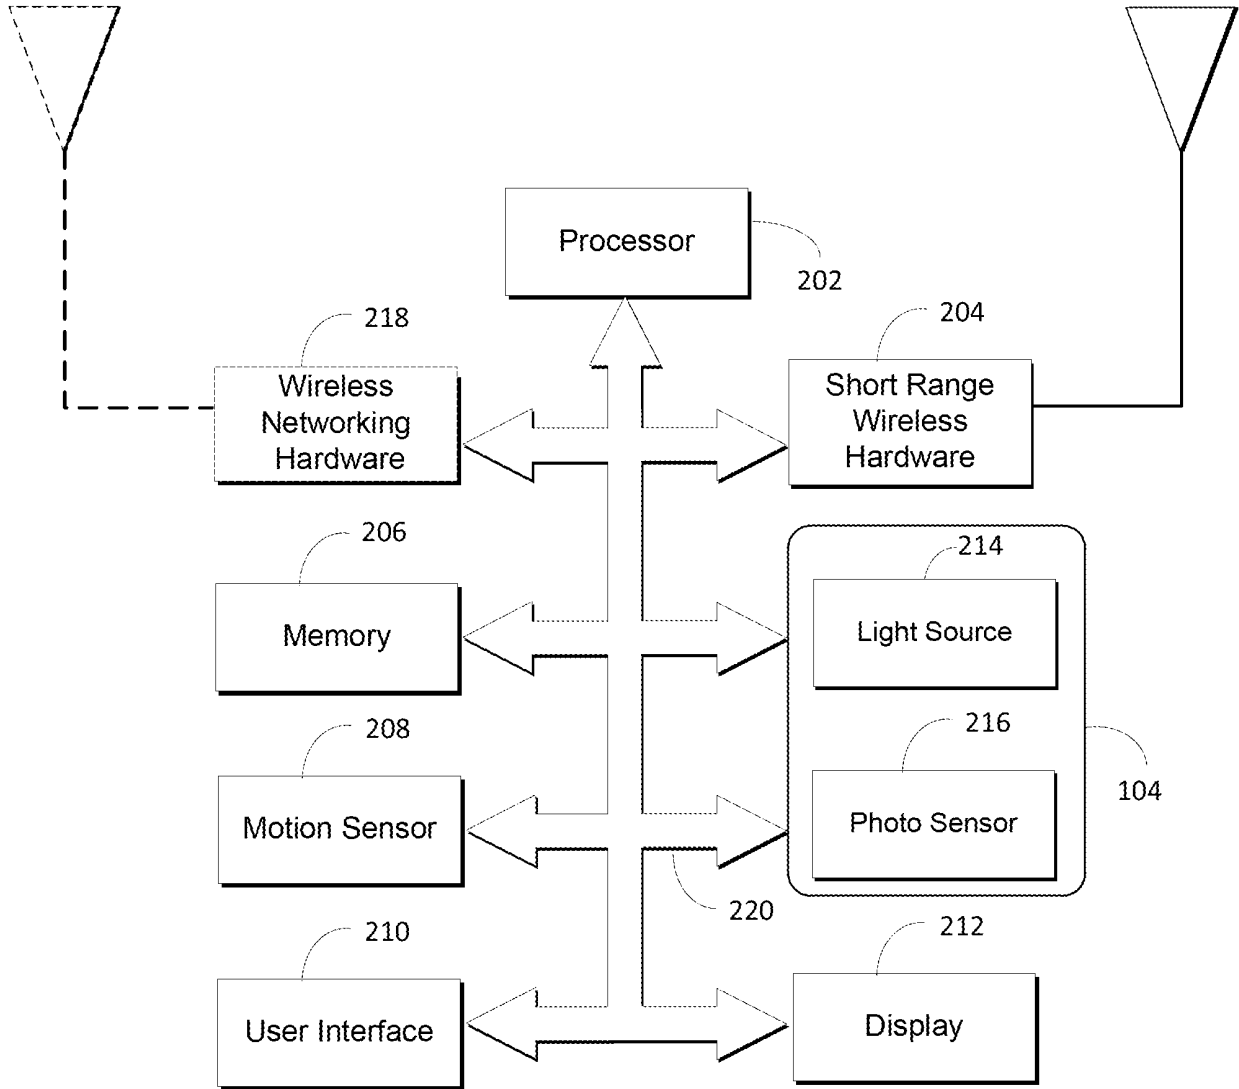 Processor
202
218
204
Wireless
Networking
Hardware
Short Range
Wireless
Hardware
206
214
Memory
Light Source
208
216
Motion Sensor
Photo Sensor
104
220
210
212
User Interface
Display